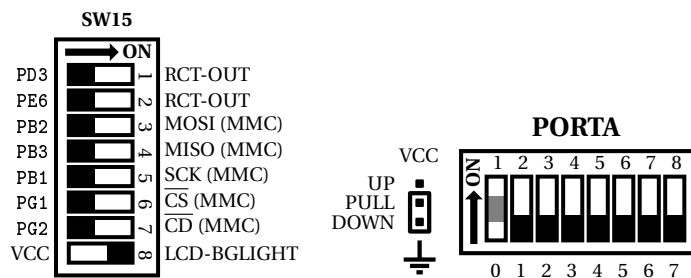 SW15
ON
PD3 1 RCT-OUT
PE6 2 RCT-OUT
PB2 3 MOSI (MMC)
PB3 4 MISO (MMC)
PB1 5 SCK (MMC)
PG1 6 C̅S̅ (MMC)
PG2 7 C̅D̅ (MMC)
VCC 8 LCD-BGLIGHT
VCC
UP
PULL
DOWN
PORTA
ON
1 2 3 4 5 6 7 8
0 1 2 3 4 5 6 7